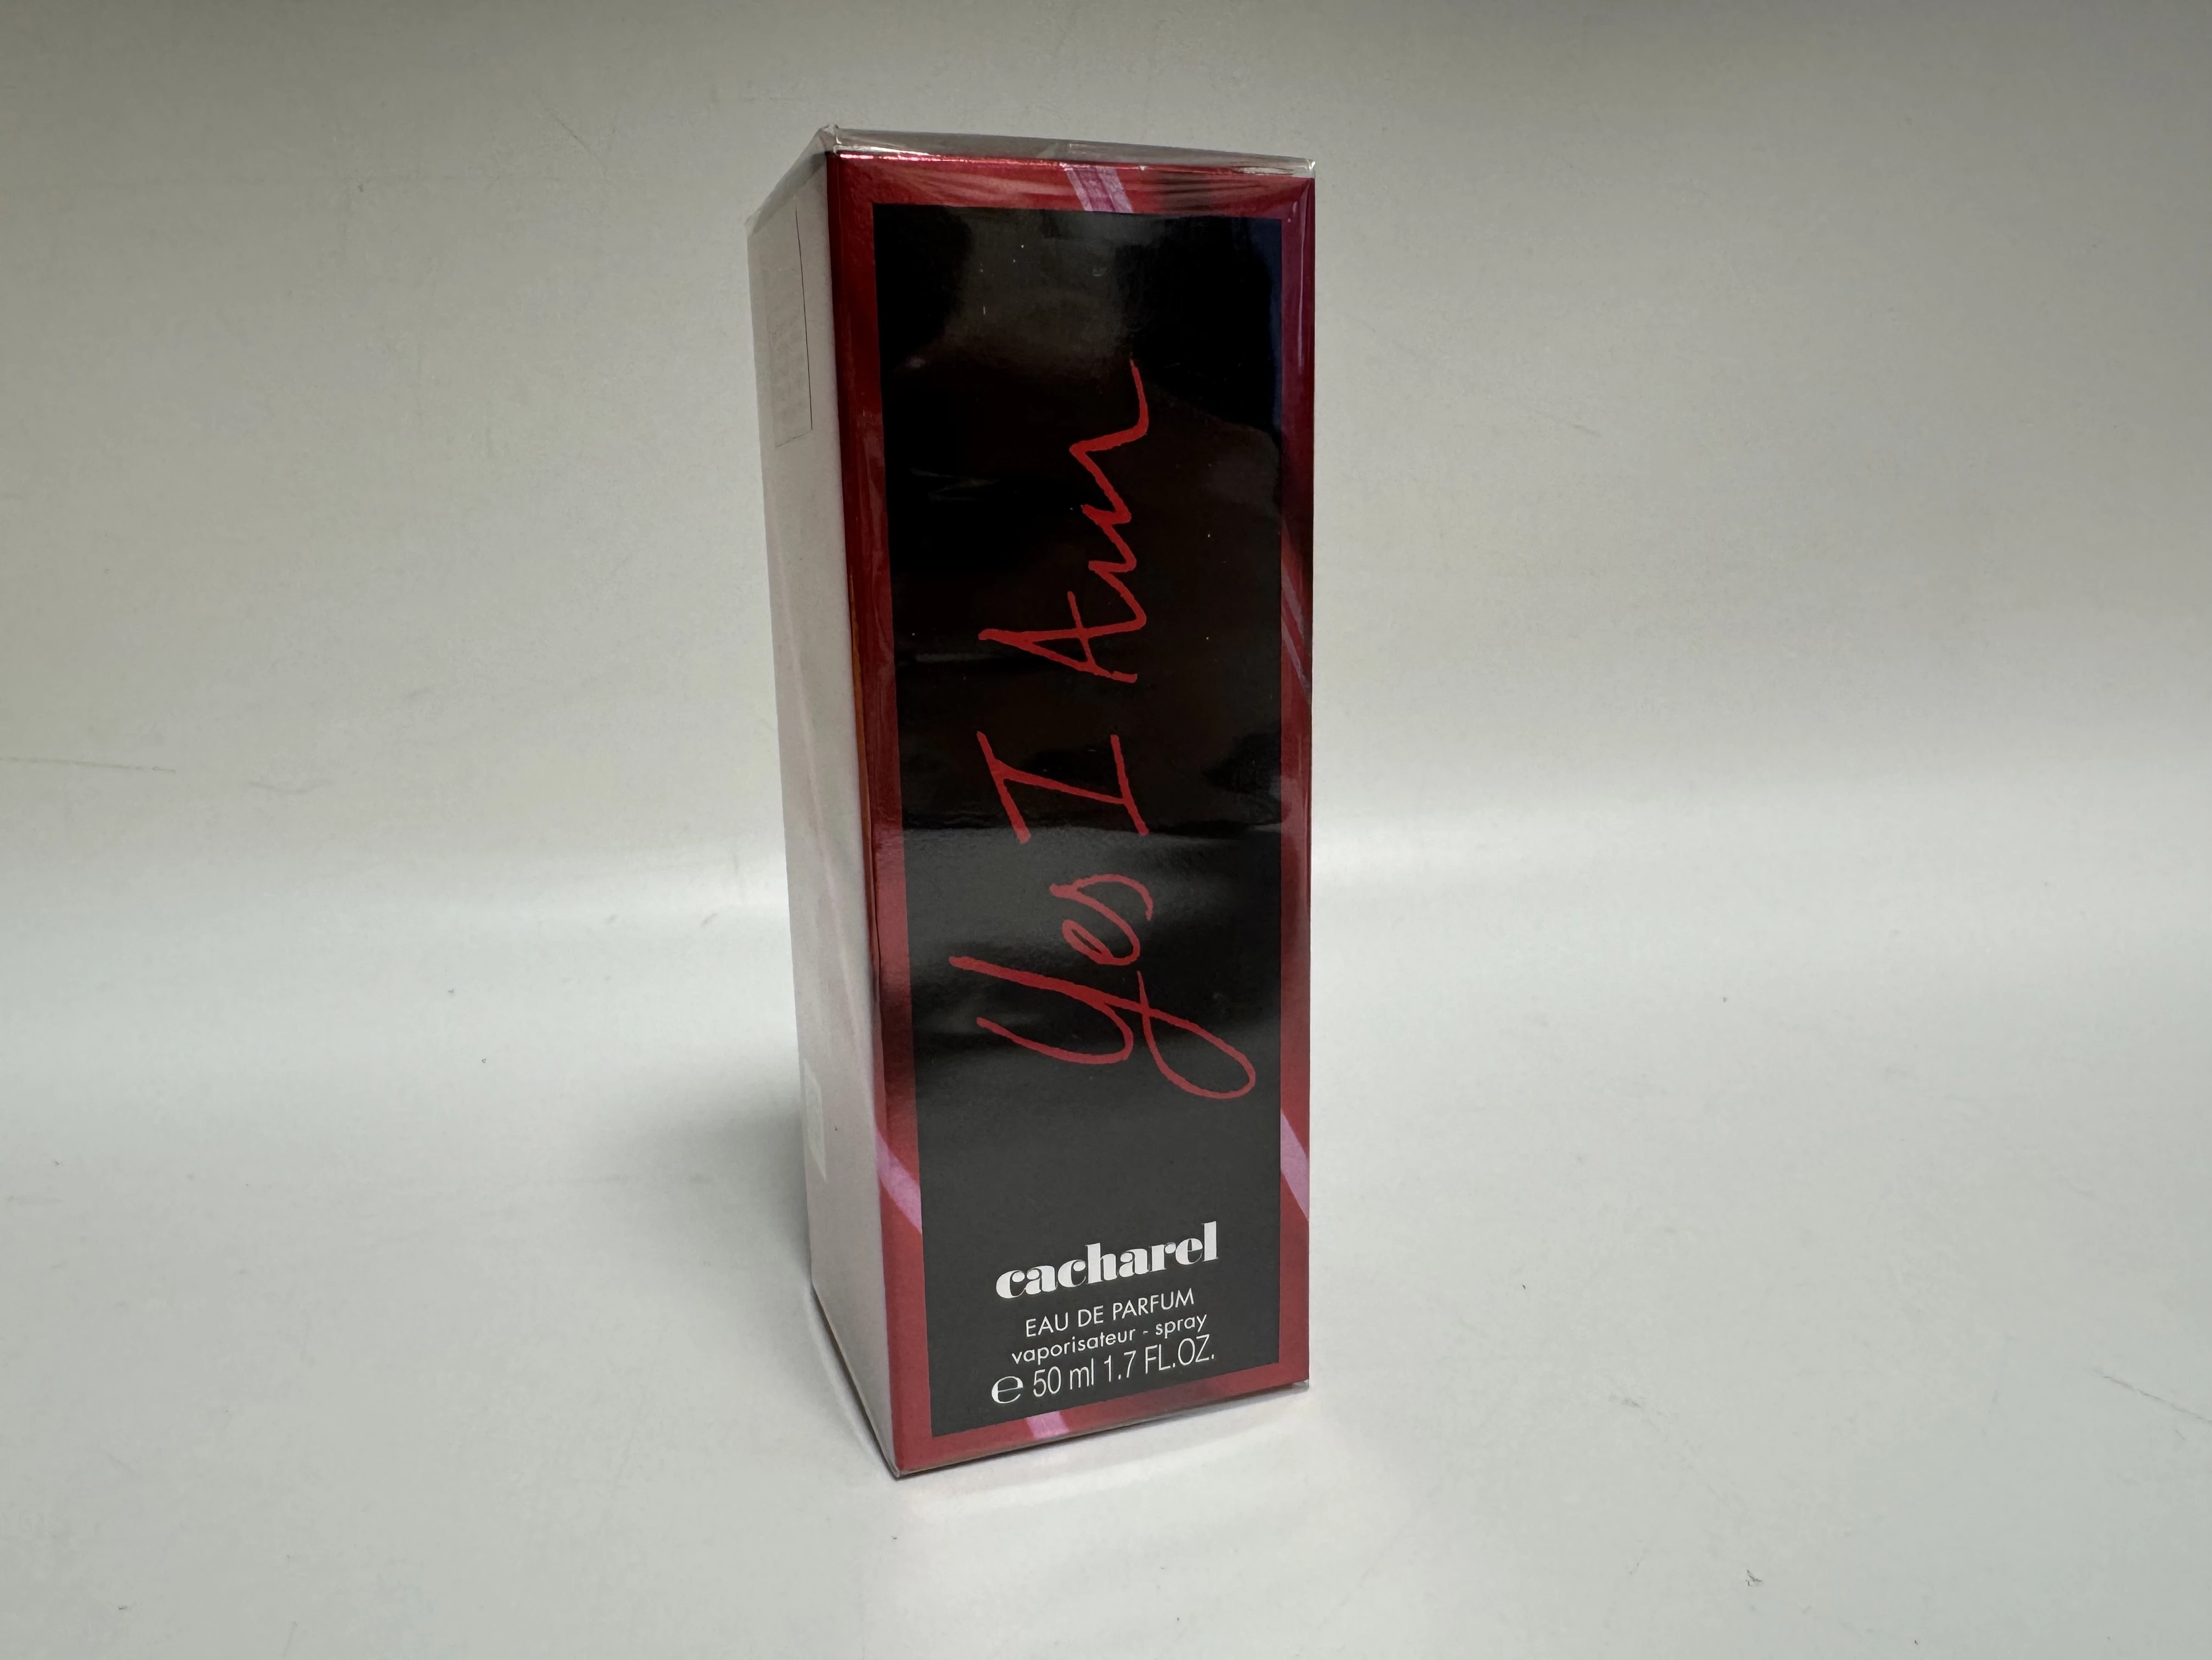 Yes I Am
cacharel
EAU DE PARFUM
vaporisateur - spray
℮ 50 ml 1.7 FL.OZ.